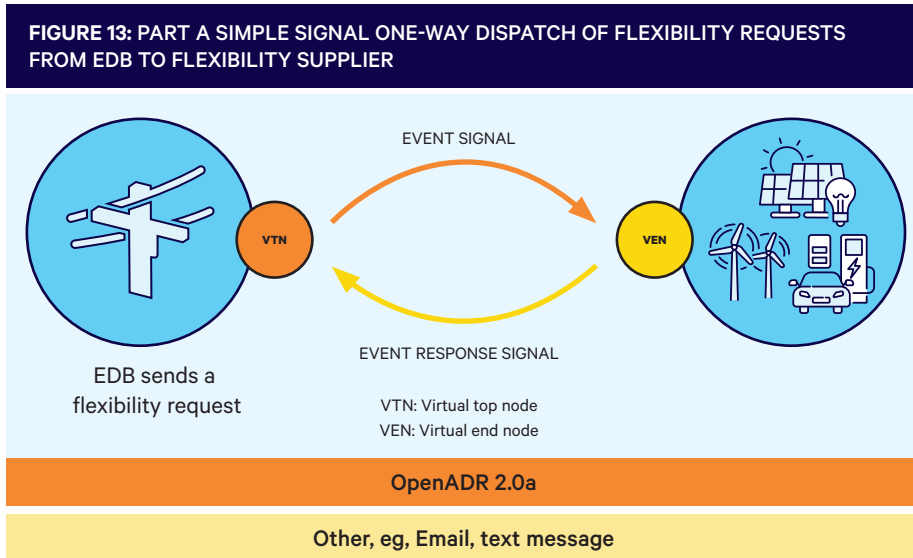 FIGURE 13: PART A SIMPLE SIGNAL ONE-WAY DISPATCH OF FLEXIBILITY REQUESTS
FROM EDB TO FLEXIBILITY SUPPLIER
EVENT SIGNAL
VTN
VEN
EVENT RESPONSE SIGNAL
EDB sends a
flexibility request
VTN: Virtual top node
VEN: Virtual end node
OpenADR 2.0a
Other, eg, Email, text message